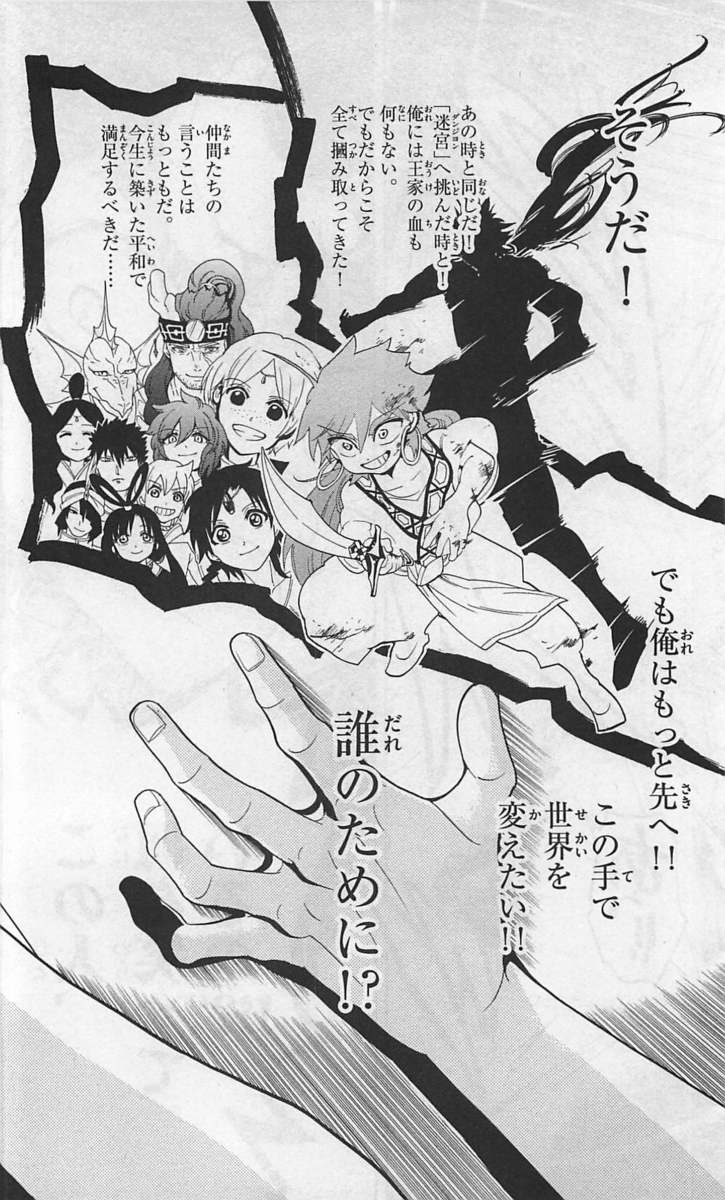 そうだ!
あの時と同じだ!
「迷宮」へ挑んだ時と!
俺には王家の血も
何もない。
でもだからこそ
全て摑み取ってきた!
仲間たちの
言うことは
もっともだ。
今生に築いた平和で
満足するべきだ……
でも俺はもっと先へ!!
この手で
世界を
変えたい!!
誰のために!?